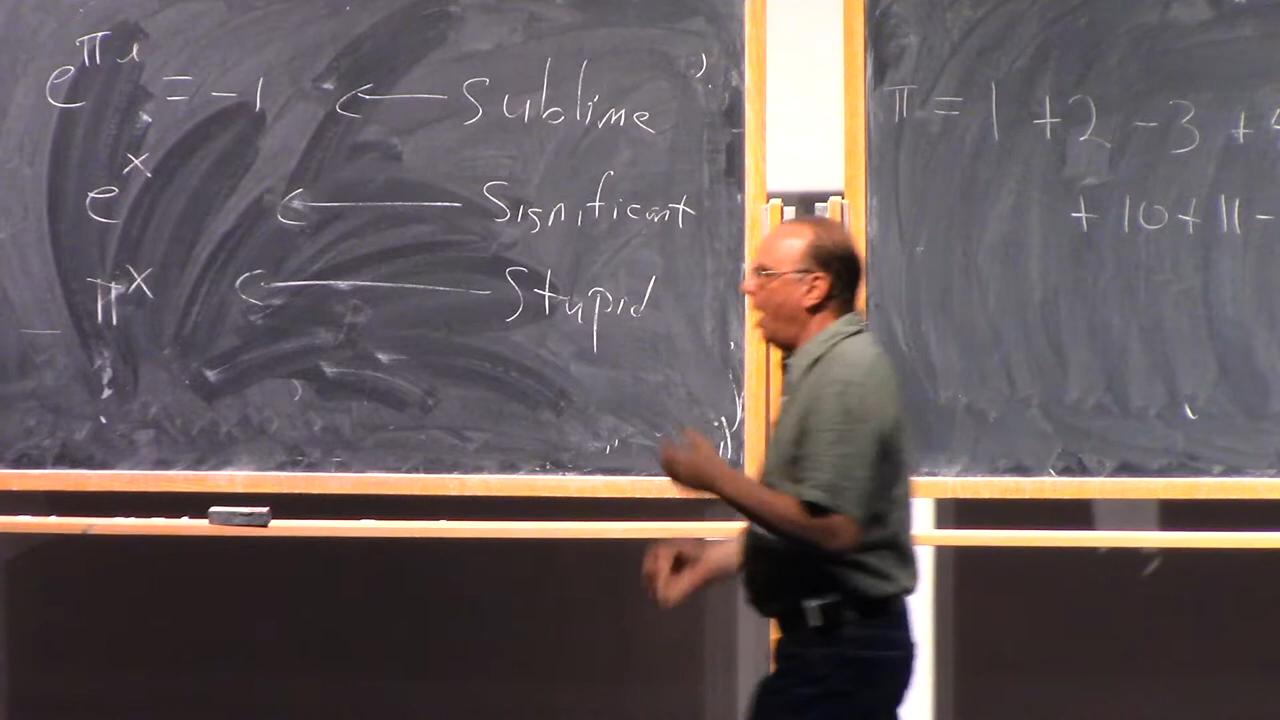 e^πi = -1 ← Sublime
e^x ← Significant
π^x ← Stupid
π = 1 + 2 - 3 +
+ 10 + 11 -